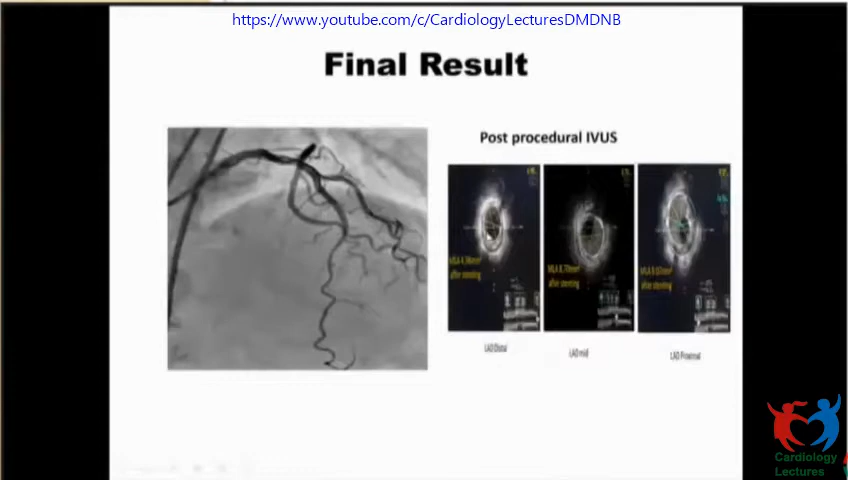 https://www.youtube.com/c/CardiologyLecturesDMDNB
Final Result
Post procedural IVUS
after stenting
after stenting
after stenting
LAD Distal
LAD mid
LAD Proximal
Cardiology
Lectures